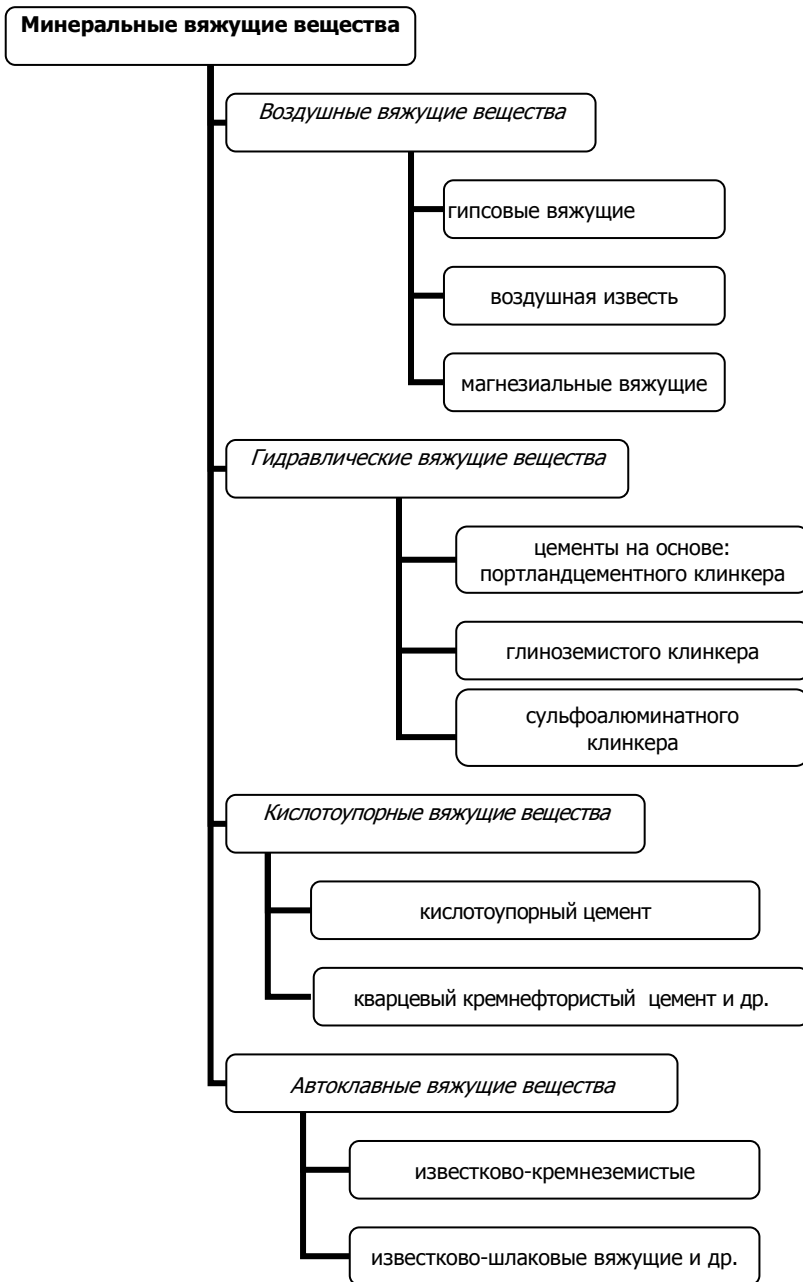 Минеральные вяжущие вещества
Воздушные вяжущие вещества
гипсовые вяжущие
воздушная известь
магнезиальные вяжущие
Гидравлические вяжущие вещества
цементы на основе:
портландцементного клинкера
глиноземистого клинкера
сульфоалюминатного
клинкера
Кислотоупорные вяжущие вещества
кислотоупорный цемент
кварцевый кремнефтористый цемент и др.
Автоклавные вяжущие вещества
известково-кремнеземистые
известково-шлаковые вяжущие и др.